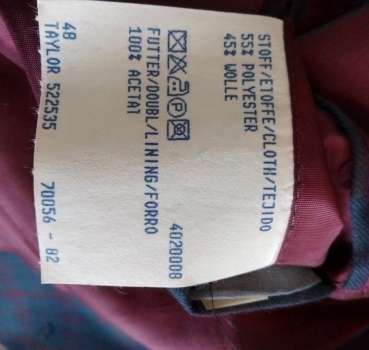 STOFF/ETOFFE/CLOTH/TEJIDO
55% POLYESTER
45% WOLLE
4020008
P
FUTTER/DOUBL/LINING/FORRO
100% ACETAT
48
TAYLOR 522535
70056 - 82